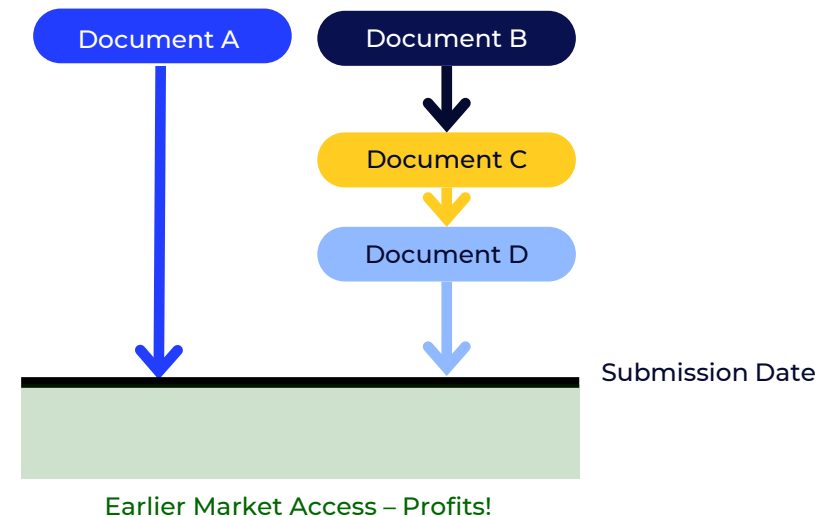 Document A
Document B
Document C
Document D
Submission Date
Earlier Market Access – Profits!